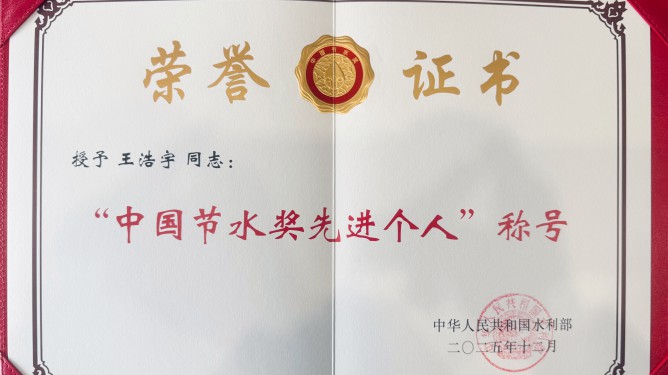 荣誉证书
授予 王浩宇 同志：
“中国节水奖先进个人”称号
中华人民共和国水利部
二〇二五年十二月